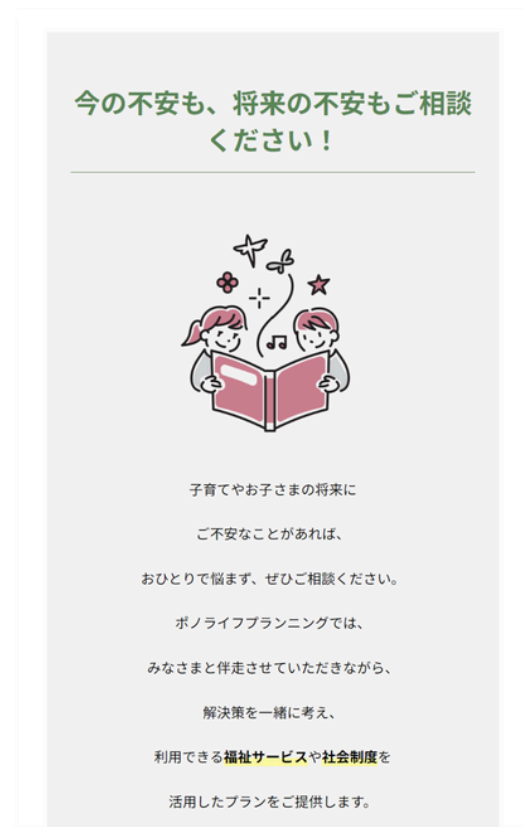 今の不安も、将来の不安もご相談
ください！
子育てやお子さまの将来に
ご不安なことがあれば、
おひとりで悩まず、ぜひご相談ください。
ポノライフプランニングでは、
みなさまと伴走させていただきながら、
解決策を一緒に考え、
利用できる福祉サービスや社会制度を
活用したプランをご提供します。